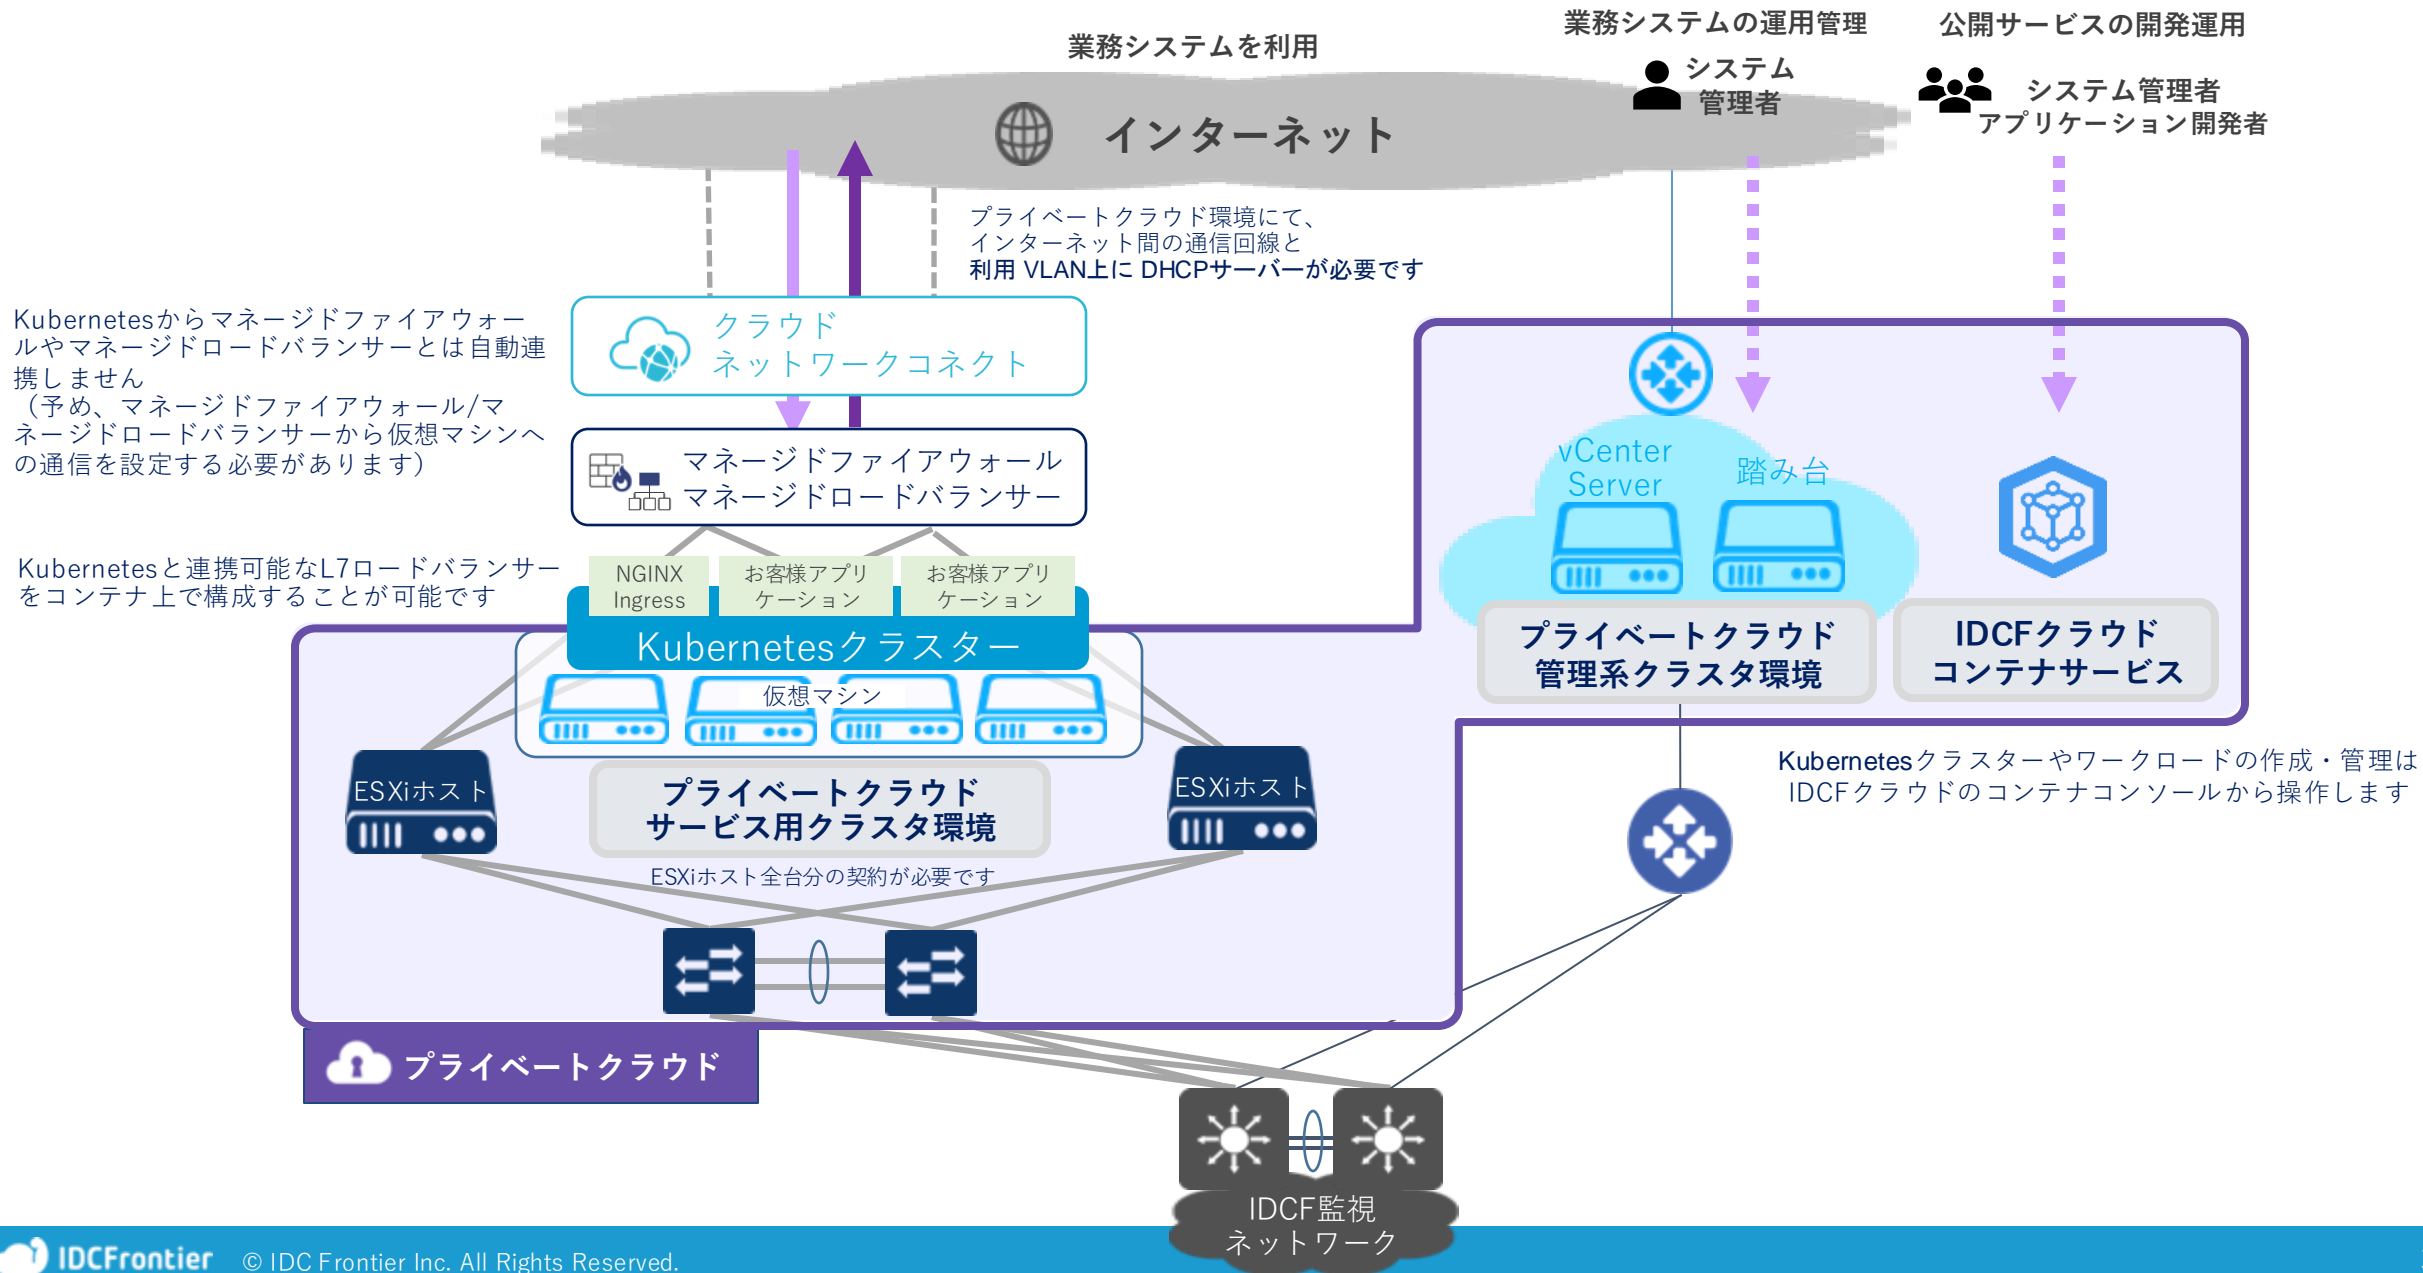 業務システムを利用
業務システムの運用管理
公開サービスの開発運用
システム
管理者
システム管理者
アプリケーション開発者
インターネット
プライベートクラウド環境にて、
インターネット間の通信回線と
利用 VLAN上に DHCPサーバーが必要です
Kubernetesからマネージドファイアウォー
ルやマネージドロードバランサーとは自動連
携しません
（予め、マネージドファイアウォール/マ
ネージドロードバランサーから仮想マシンへ
の通信を設定する必要があります）
クラウド
ネットワークコネクト
マネージドファイアウォール
マネージドロードバランサー
vCenter
Server
踏み台
Kubernetesと連携可能なL7ロードバランサー
をコンテナ上で構成することが可能です
NGINX
Ingress
お客様アプリ
ケーション
お客様アプリ
ケーション
Kubernetesクラスター
仮想マシン
プライベートクラウド
管理系クラスタ環境
IDCFクラウド
コンテナサービス
ESXiホスト
プライベートクラウド
サービス用クラスタ環境
ESXiホスト
ESXiホスト全台分の契約が必要です
Kubernetesクラスターやワークロードの作成・管理は
IDCFクラウドのコンテナコンソールから操作します
プライベートクラウド
IDCF監視
ネットワーク
IDCFrontier
© IDC Frontier Inc. All Rights Reserved.